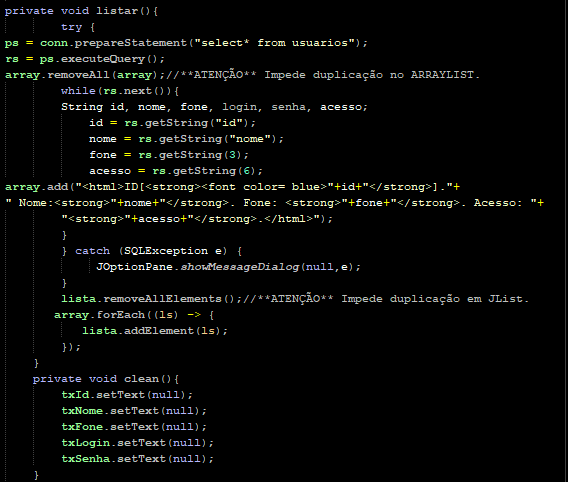 private void listar(){
try {
ps = conn.prepareStatement("select* from usuarios");
rs = ps.executeQuery();
array.removeAll(array);//**ATENÇÃO** Impede duplicação no ARRAYLIST.
while(rs.next()){
String id, nome, fone, login, senha, acesso;
id = rs.getString("id");
nome = rs.getString("nome");
fone = rs.getString(3);
acesso = rs.getString(6);
array.add("<html>ID[<strong><font color= blue>"+id+"</strong>]."+
" Nome:<strong>"+nome+"</strong>. Fone: <strong>"+fone+"</strong>. Acesso: "+
"<strong>"+acesso+"</strong>.</html>");
}
} catch (SQLException e) {
JOptionPane.showMessageDialog(null,e);
}
lista.removeAllElements();//**ATENÇÃO** Impede duplicação em JList.
array.forEach((ls) -> {
lista.addElement(ls);
});
}
private void clean(){
txId.setText(null);
txNome.setText(null);
txFone.setText(null);
txLogin.setText(null);
txSenha.setText(null);
}